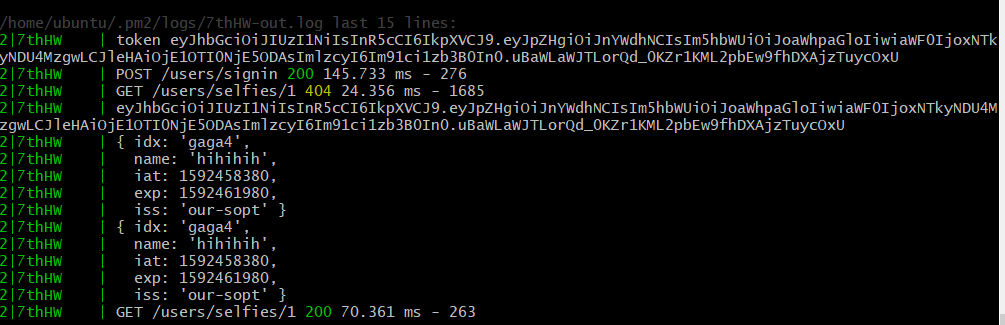 /home/ubuntu/.pm2/logs/7thHW-out.log last 15 lines:
2|7thHW    | token eyJhbGciOiJIUzI1NiIsInR5cCI6IkpXVCJ9.eyJpZHgiOiJnYWdhNCIsIm5hbWUiOiJoaWhpaGloIiwiaWF0IjoxNTk
yNDU4MzgwLCJleHAiOjE1OTI0NjE5ODAsImlzcyI6Im91ci1zb3B0In0.uBaWLaWJTLorQd_0KZr1KML2pbEw9fhDXAjzTuycOxU
2|7thHW    | POST /users/signin 200 145.733 ms - 276
2|7thHW    | GET /users/selfies/1 404 24.356 ms - 1685
2|7thHW    | eyJhbGciOiJIUzI1NiIsInR5cCI6IkpXVCJ9.eyJpZHgiOiJnYWdhNCIsIm5hbWUiOiJoaWhpaGloIiwiaWF0IjoxNTkyNDU4M
zgwLCJleHAiOjE1OTI0NjE5ODAsImlzcyI6Im91ci1zb3B0In0.uBaWLaWJTLorQd_0KZr1KML2pbEw9fhDXAjzTuycOxU
2|7thHW    | { idx: 'gaga4',
2|7thHW    |   name: 'hihihih',
2|7thHW    |   iat: 1592458380,
2|7thHW    |   exp: 1592461980,
2|7thHW    |   iss: 'our-sopt' }
2|7thHW    | { idx: 'gaga4',
2|7thHW    |   name: 'hihihih',
2|7thHW    |   iat: 1592458380,
2|7thHW    |   exp: 1592461980,
2|7thHW    |   iss: 'our-sopt' }
2|7thHW    | GET /users/selfies/1 200 70.361 ms - 263